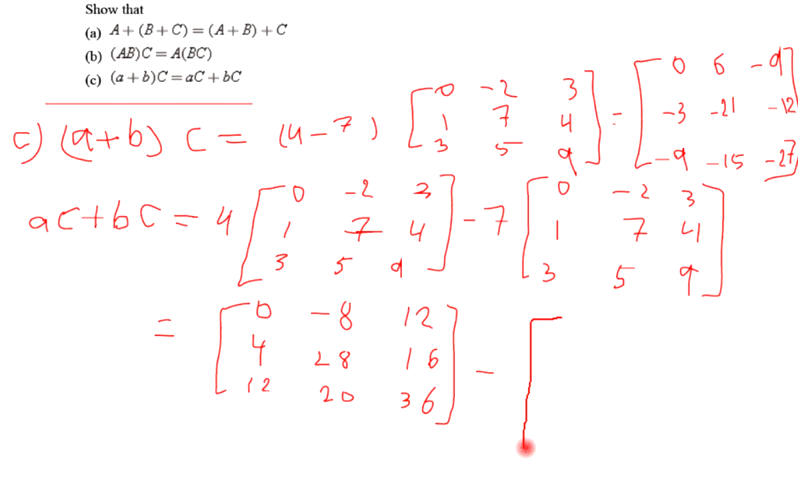 Show that
(a) A + (B + C) = (A + B) + C
(b) (AB)C = A(BC)
(c) (a + b)C = aC + bC
c) (a+b) C = (4-7) [0 -2 3 = [0 6 -9
1 7 4 -3 -21 -12
3 5 9] -9 -15 -27]
aC+bC = 4 [0 -2 3 -7 [0 -2 3
1 7 4 1 7 4
3 5 9] 3 5 9]
= [0 -8 12 - [
4 28 16
12 20 36]